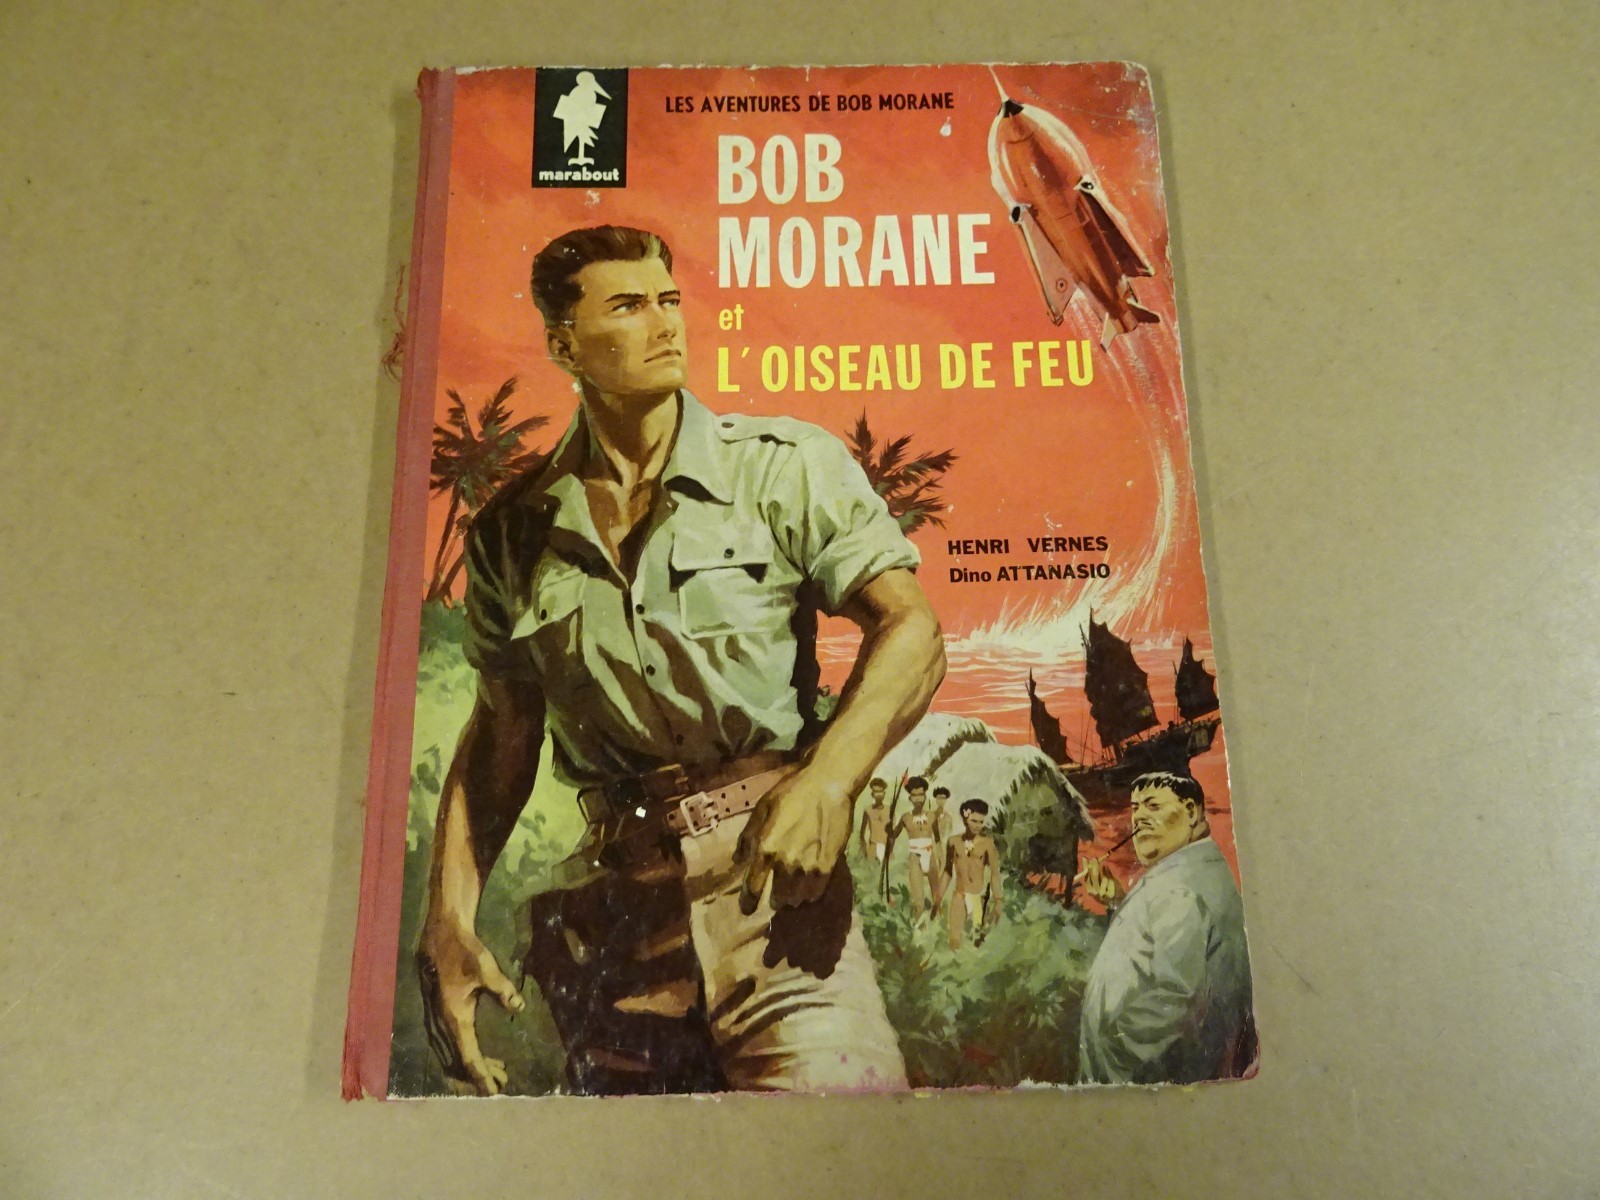 marabout
LES AVENTURES DE BOB MORANE
BOB
MORANE
et
L'OISEAU DE FEU
HENRI VERNES
Dino ATTANASIO